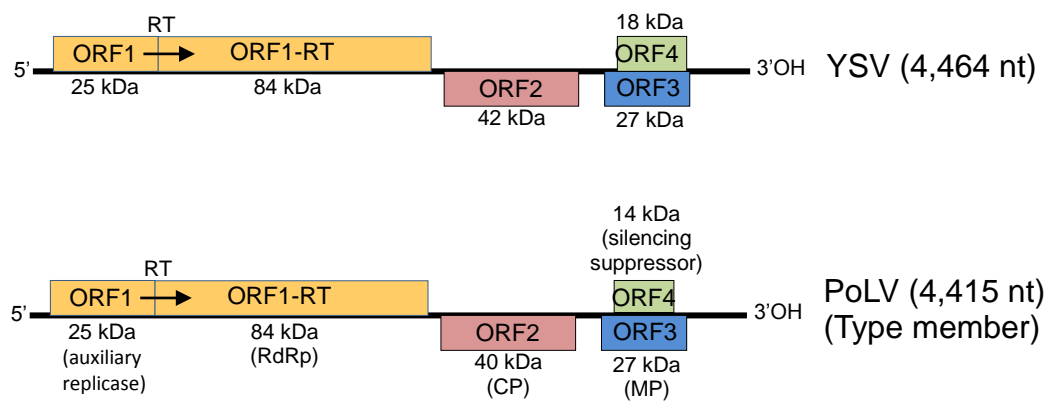 RT
18 kDa
ORF1
ORF1-RT
ORF4
5'
3'OH
YSV (4,464 nt)
25 kDa
84 kDa
ORF2
ORF3
42 kDa
27 kDa
14 kDa
(silencing
suppressor)
RT
ORF1
ORF1-RT
ORF4
5'
3'OH
PoLV (4,415 nt)
(Type member)
25 kDa
(auxiliary
replicase)
84 kDa
(RdRp)
ORF2
ORF3
40 kDa
(CP)
27 kDa
(MP)